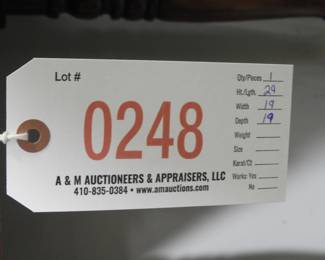 Lot #
0248
A & M AUCTIONEERS & APPRAISERS, LLC
410-835-0384 • www.amauctions.com
Qty/Pieces 1
Ht./Lgth. 29
Width 19
Depth 19
Weight
Size
Karat/Ct
Works: Yes
No